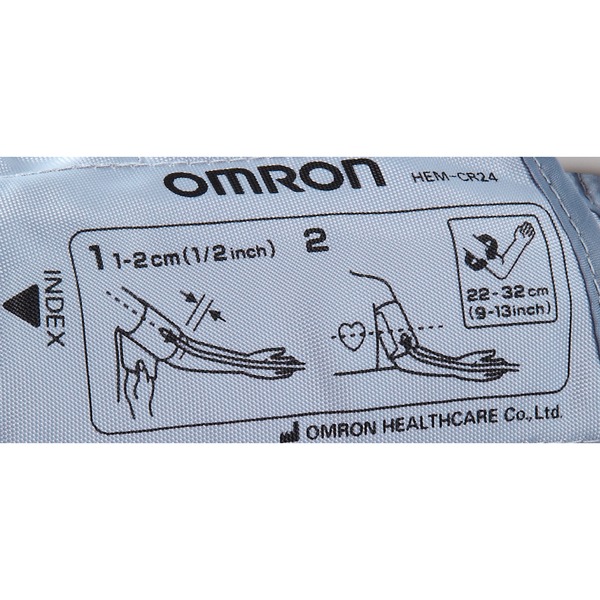 OMRON HEM-CR24
1 1-2cm(1/2inch) 2
22-32cm
(9-13inch)
INDEX
OMRON HEALTHCARE Co.,Ltd.